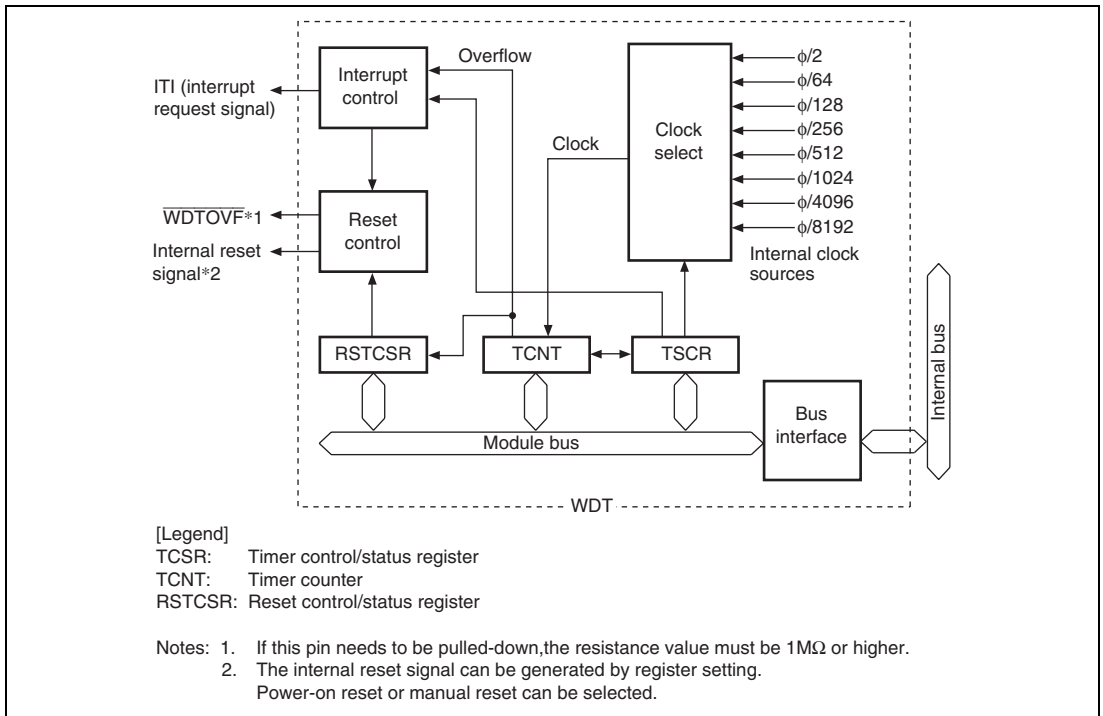 Overflow
Interrupt
control
ITI (interrupt
request signal)
Clock
select
ϕ/2
ϕ/64
ϕ/128
ϕ/256
ϕ/512
ϕ/1024
ϕ/4096
ϕ/8192
Clock
Reset
control
WDTOVF*1
Internal reset
signal*2
Internal clock
sources
RSTCSR
TCNT
TSCR
Module bus
Bus
interface
Internal bus
WDT
[Legend]
TCSR: Timer control/status register
TCNT: Timer counter
RSTCSR: Reset control/status register
Notes: 1. If this pin needs to be pulled-down,the resistance value must be 1MΩ or higher.
2. The internal reset signal can be generated by register setting.
Power-on reset or manual reset can be selected.